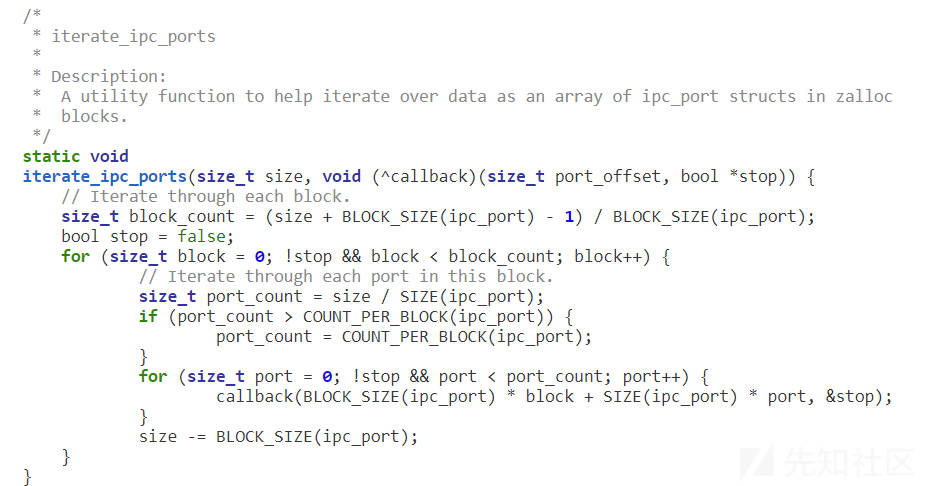 /*
 * iterate_ipc_ports
 *
 * Description:
 *  A utility function to help iterate over data as an array of ipc_port structs in zalloc
 *  blocks.
 */
static void
iterate_ipc_ports(size_t size, void (^callback)(size_t port_offset, bool *stop)) {
    // Iterate through each block.
    size_t block_count = (size + BLOCK_SIZE(ipc_port) - 1) / BLOCK_SIZE(ipc_port);
    bool stop = false;
    for (size_t block = 0; !stop && block < block_count; block++) {
            // Iterate through each port in this block.
            size_t port_count = size / SIZE(ipc_port);
            if (port_count > COUNT_PER_BLOCK(ipc_port)) {
                    port_count = COUNT_PER_BLOCK(ipc_port);
            }
            for (size_t port = 0; !stop && port < port_count; port++) {
                    callback(BLOCK_SIZE(ipc_port) * block + SIZE(ipc_port) * port, &stop);
            }
            size -= BLOCK_SIZE(ipc_port);
    }
}
先知社区